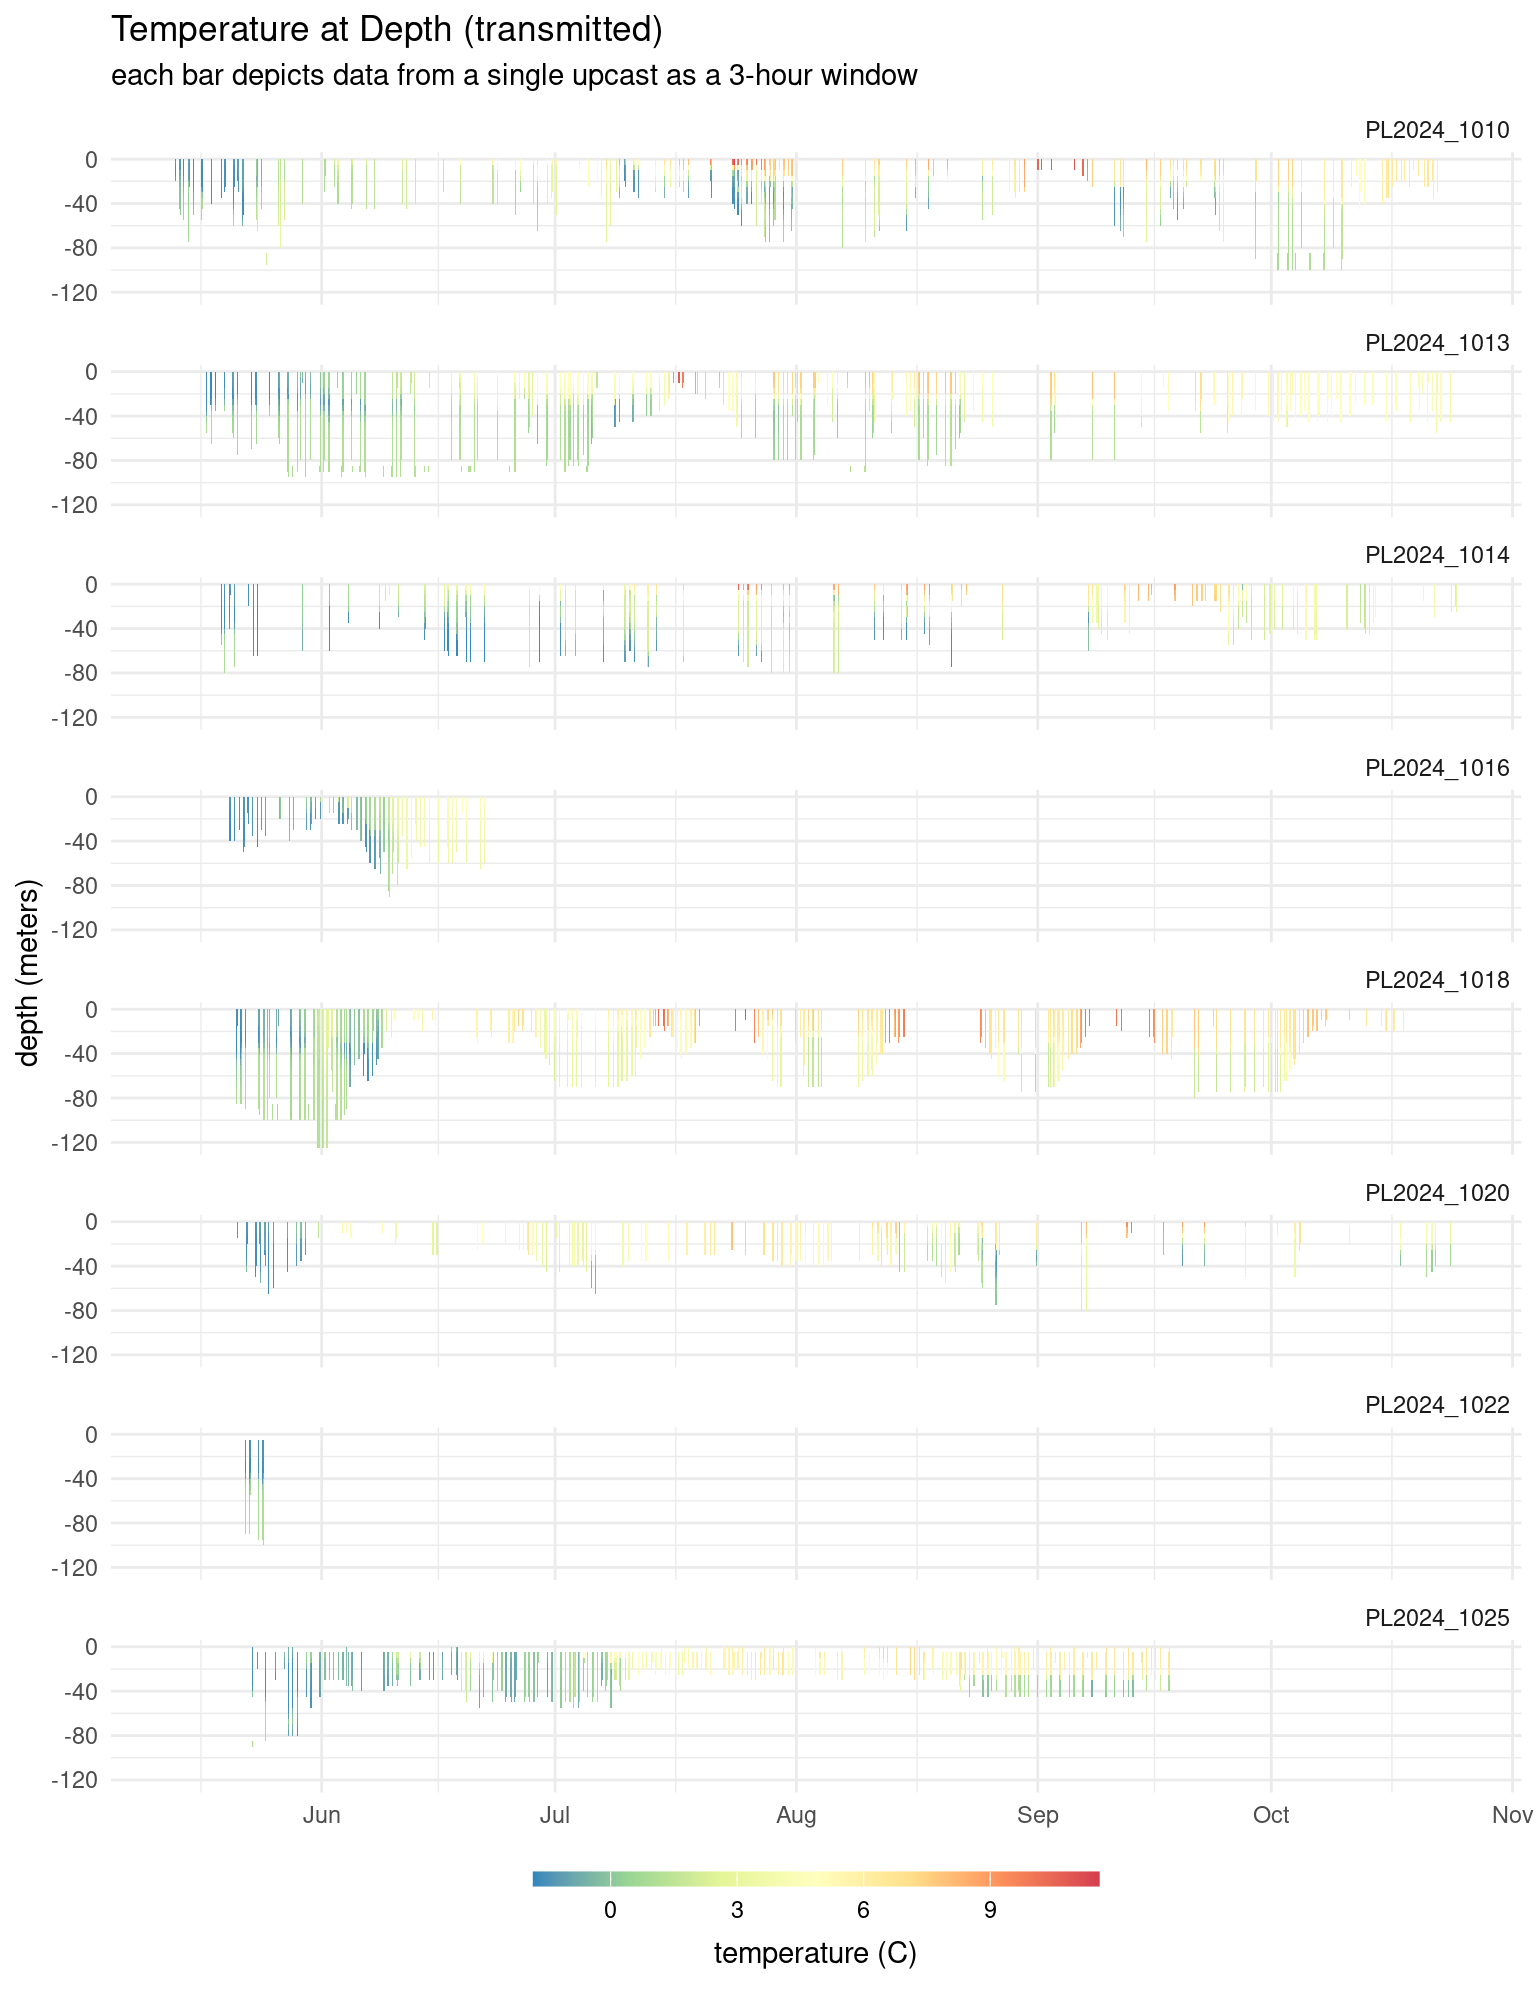 Temperature at Depth (transmitted)
each bar depicts data from a single upcast as a 3-hour window
PL2024_1010
0
-40
-80
-120
PL2024_1013
0
-40
-80
-120
PL2024_1014
0
-40
-80
-120
PL2024_1016
0
-40
-80
-120
depth (meters)
PL2024_1018
0
-40
-80
-120
PL2024_1020
0
-40
-80
-120
PL2024_1022
0
-40
-80
-120
PL2024_1025
0
-40
-80
-120
Jun Jul Aug Sep Oct Nov
0 3 6 9
temperature (C)